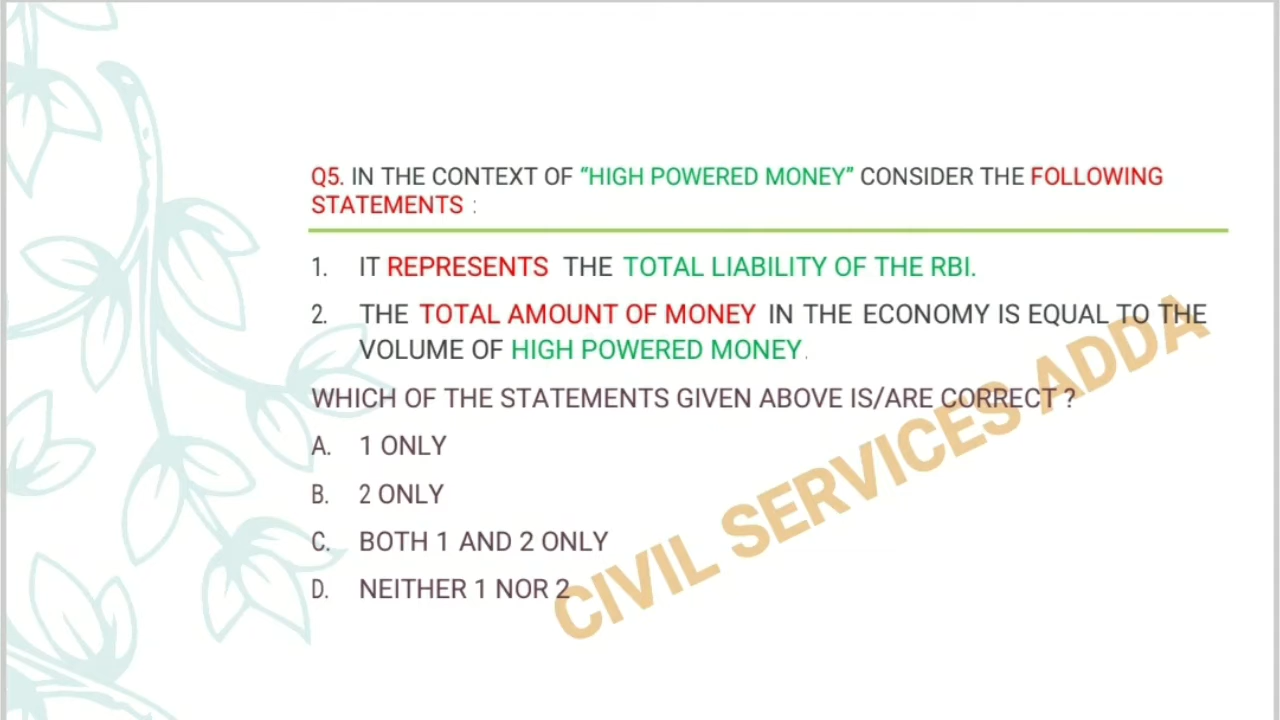 Q5. IN THE CONTEXT OF “HIGH POWERED MONEY” CONSIDER THE FOLLOWING
STATEMENTS :
1. IT REPRESENTS THE TOTAL LIABILITY OF THE RBI.
2. THE TOTAL AMOUNT OF MONEY IN THE ECONOMY IS EQUAL TO THE
VOLUME OF HIGH POWERED MONEY.
WHICH OF THE STATEMENTS GIVEN ABOVE IS/ARE CORRECT ?
A. 1 ONLY
B. 2 ONLY
C. BOTH 1 AND 2 ONLY
D. NEITHER 1 NOR 2
CIVIL SERVICES ADDA